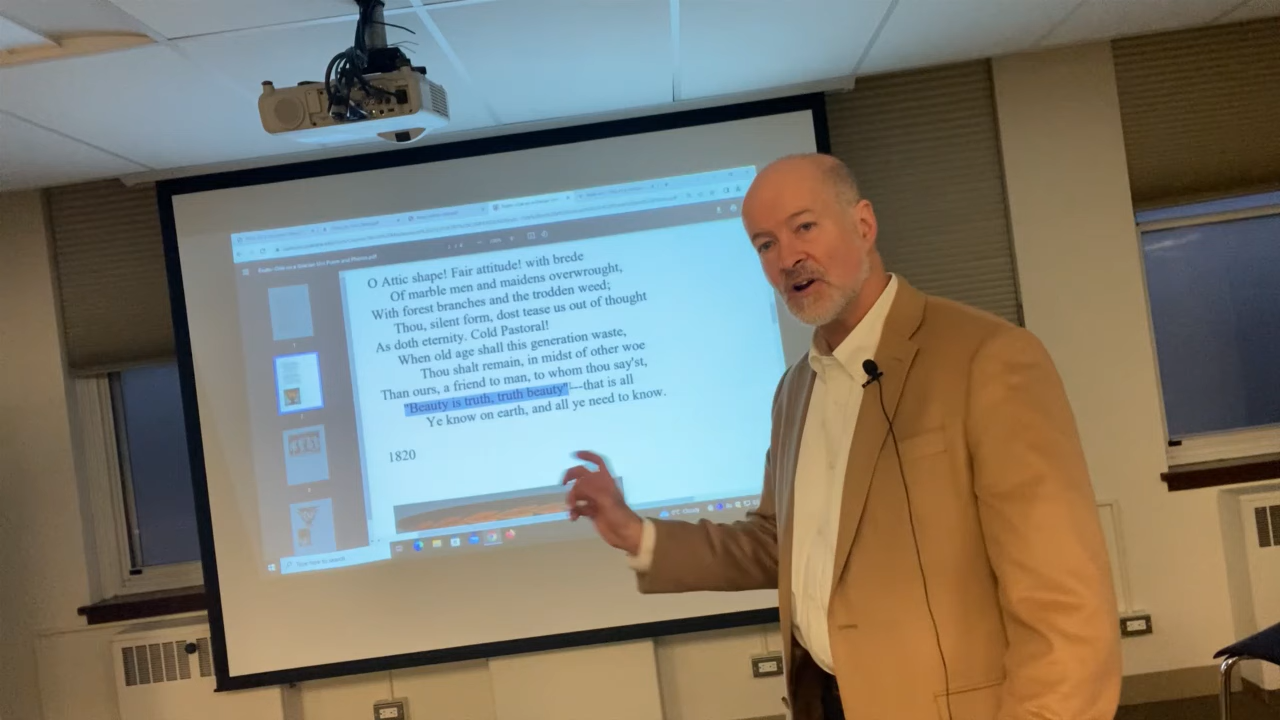 O Attic shape! Fair attitude! with brede
Of marble men and maidens overwrought,
With forest branches and the trodden weed;
Thou, silent form, dost tease us out of thought
As doth eternity. Cold Pastoral!
When old age shall this generation waste,
Thou shalt remain, in midst of other woe
Than ours, a friend to man, to whom thou say'st,
"Beauty is truth, truth beauty"---that is all
Ye know on earth, and all ye need to know.
1820
Type here to search